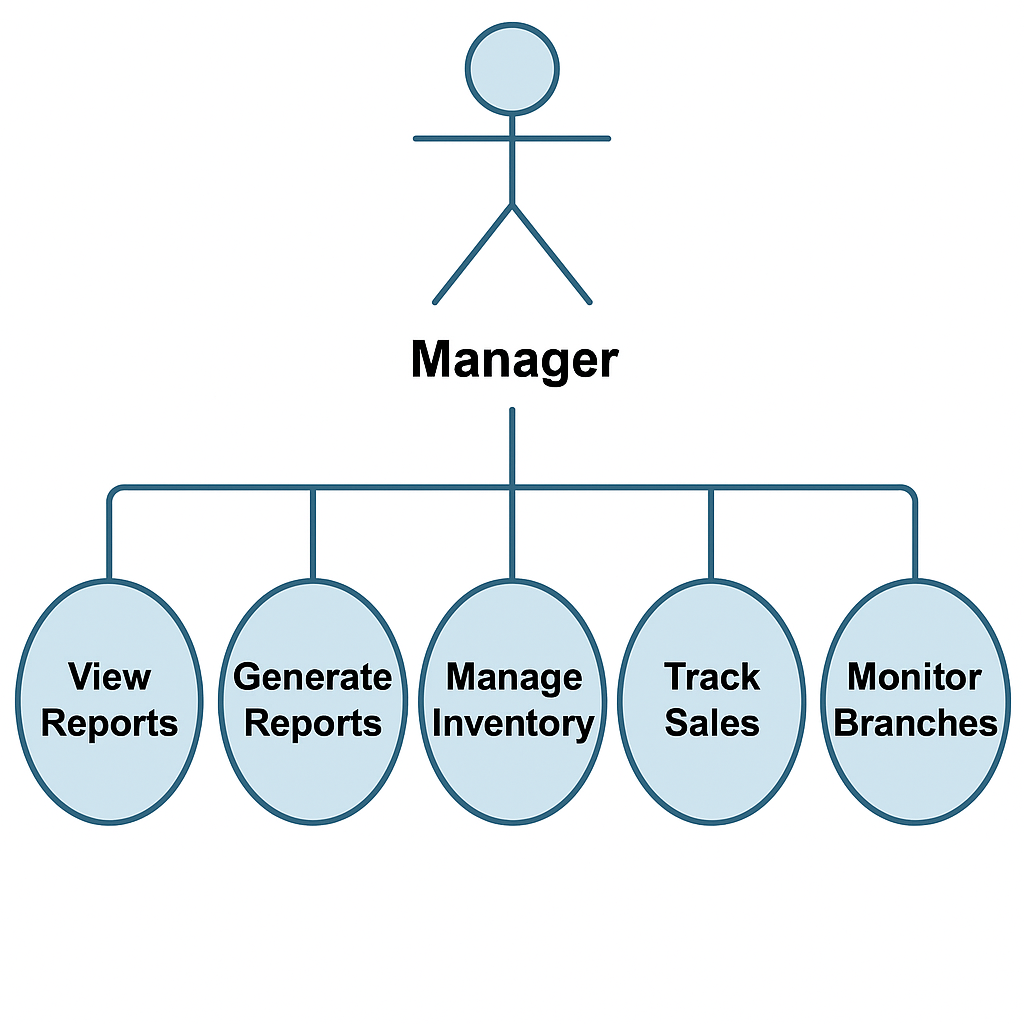 Manager
View
Reports
Generate
Reports
Manage
Inventory
Track
Sales
Monitor
Branches